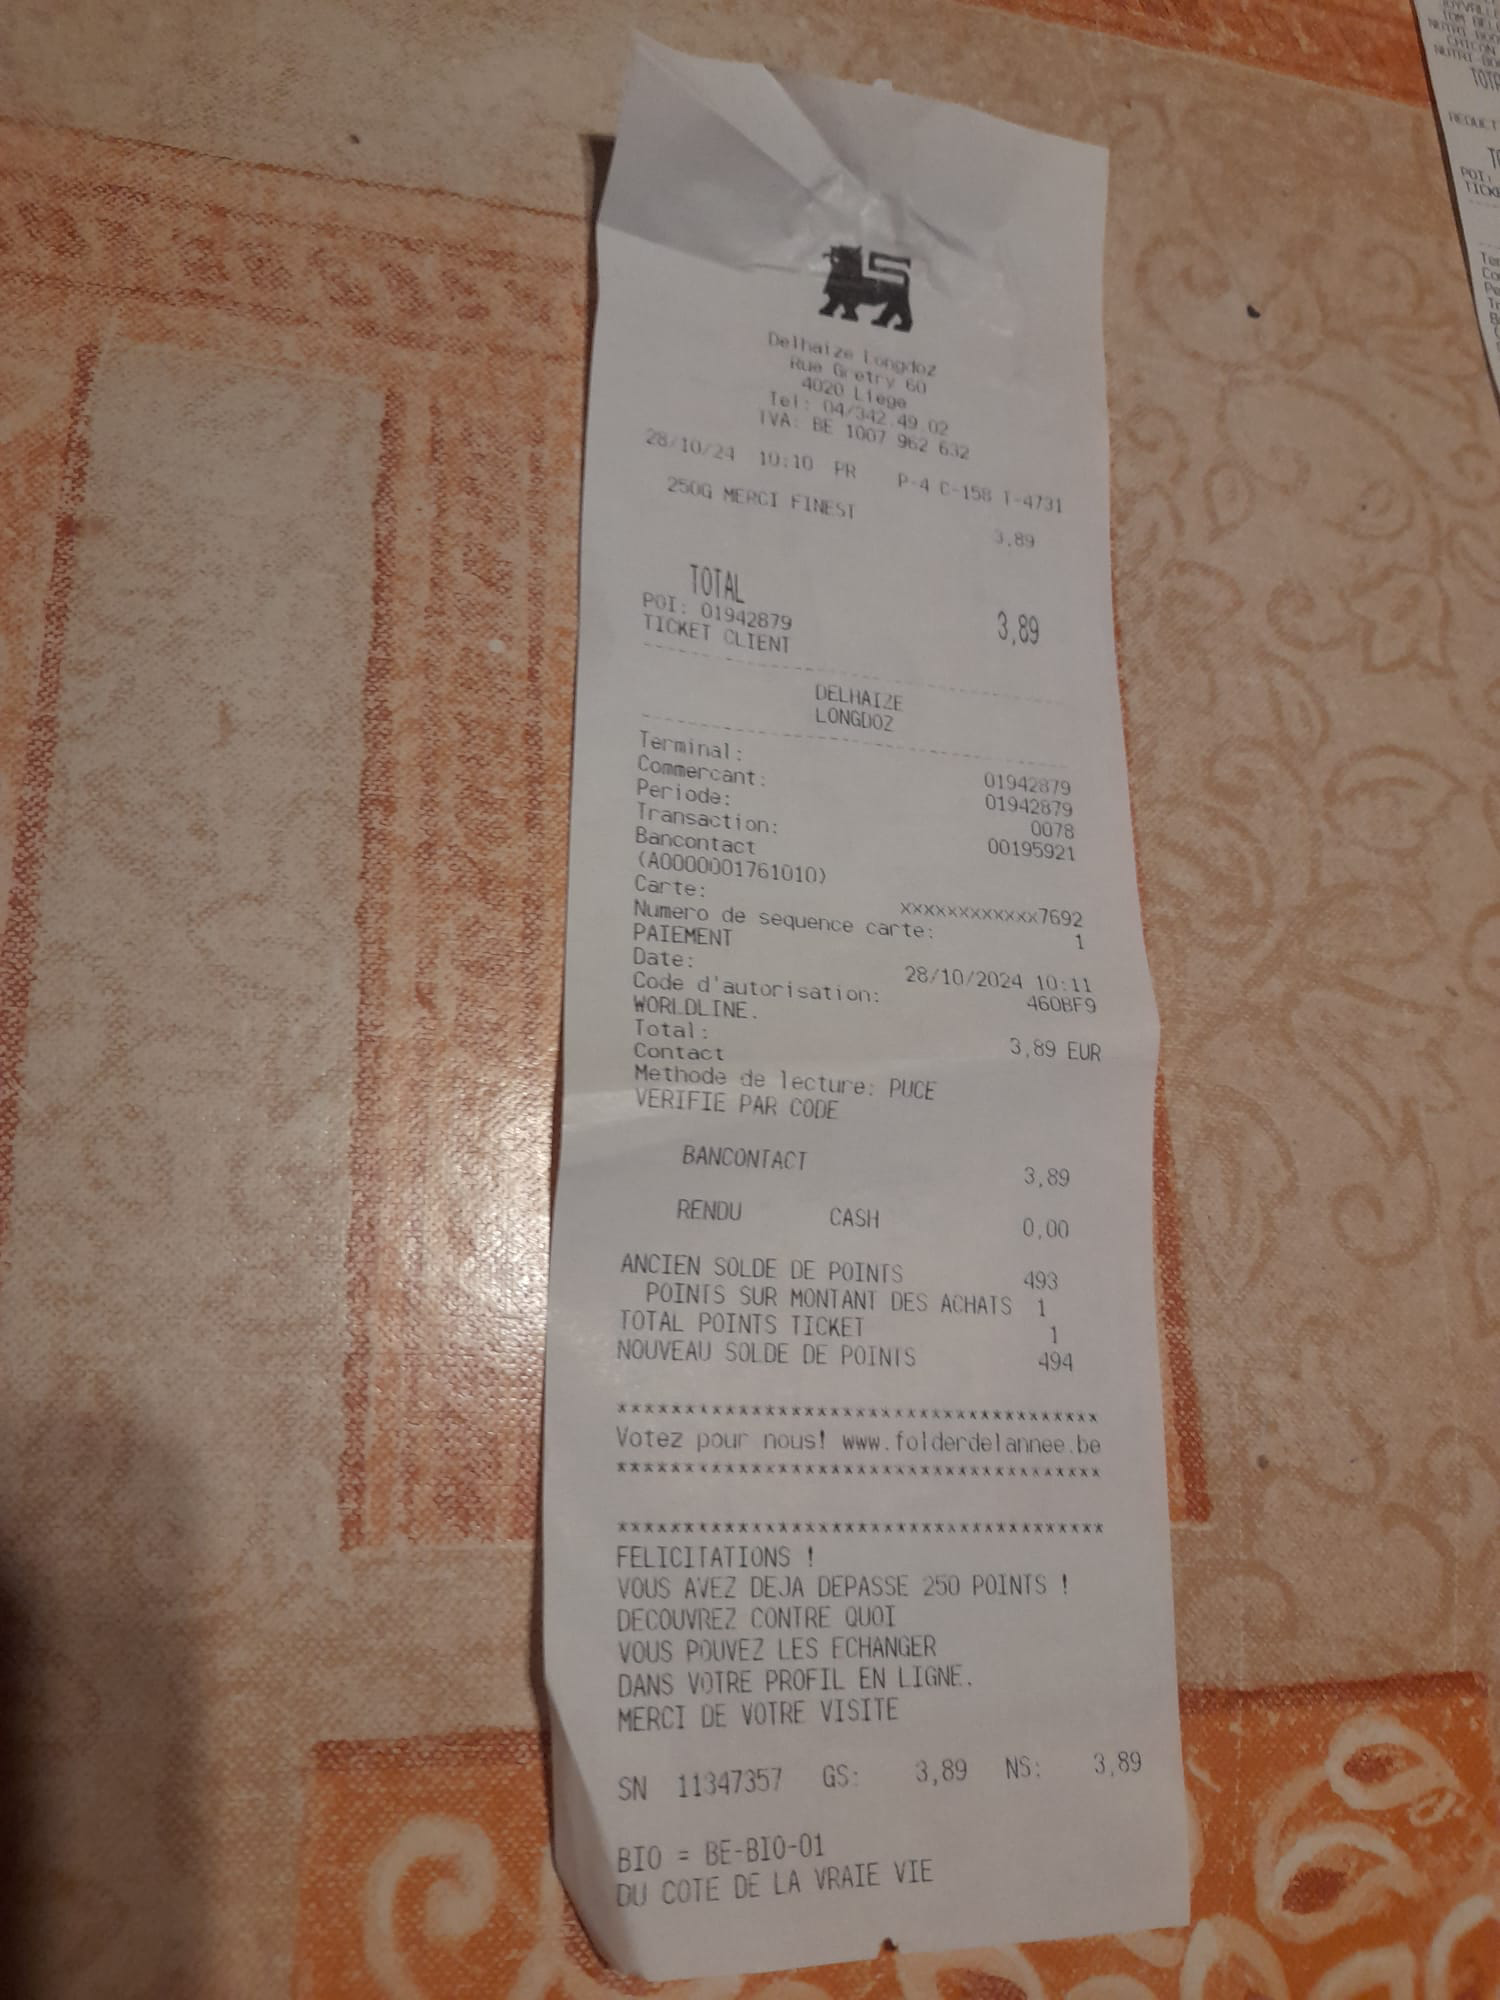 Delhaize Longdoz
Rue Gretry 60
4020 Liege
Tel: 04/342.49.02
TVA: BE 1007 962 632
28/10/24 10:10 PR P-4 C-158 T-4731
250G MERCI FINEST 3,89
TOTAL 3,89
POI: 01942879
TICKET CLIENT
--------------------------------
DELHAIZE
LONGDOZ
--------------------------------
Terminal: 01942879
Commercant: 01942879
Periode: 0078
Transaction: 00195921
Bancontact
(A0000001761010)
Carte: xxxxxxxxxxxxx7692
Numero de sequence carte: 1
PAIEMENT
Date: 28/10/2024 10:11
Code d'autorisation: 460BF9
WORLDLINE.
Total: 3,89 EUR
Contact
Methode de lecture: PUCE
VERIFIE PAR CODE
BANCONTACT 3,89
RENDU CASH 0,00
ANCIEN SOLDE DE POINTS 493
POINTS SUR MONTANT DES ACHATS 1
TOTAL POINTS TICKET 1
NOUVEAU SOLDE DE POINTS 494
****************************************
Votez pour nous! www.folderdelannee.be
****************************************
****************************************
FELICITATIONS !
VOUS AVEZ DEJA DEPASSE 250 POINTS !
DECOUVREZ CONTRE QUOI
VOUS POUVEZ LES ECHANGER
DANS VOTRE PROFIL EN LIGNE.
MERCI DE VOTRE VISITE
SN 11347357 GS: 3,89 NS: 3,89
BIO = BE-BIO-01
DU COTE DE LA VRAIE VIE
TOM
CHICON